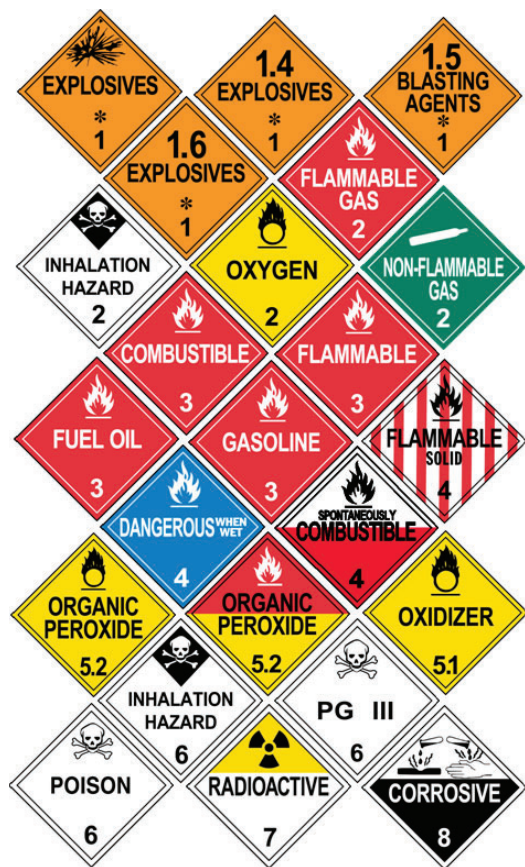 EXPLOSIVES
*
1
1.4
EXPLOSIVES
*
1
1.5
BLASTING
AGENTS
*
1
1.6
EXPLOSIVES
*
1
FLAMMABLE
GAS
2
INHALATION
HAZARD
2
OXYGEN
2
NON-FLAMMABLE
GAS
2
COMBUSTIBLE
3
FLAMMABLE
3
FUEL OIL
3
GASOLINE
3
FLAMMABLE
SOLID
4
DANGEROUS WHEN
WET
4
SPONTANEOUSLY
COMBUSTIBLE
4
ORGANIC
PEROXIDE
5.2
ORGANIC
PEROXIDE
5.2
OXIDIZER
5.1
INHALATION
HAZARD
6
PG III
6
POISON
6
RADIOACTIVE
7
CORROSIVE
8